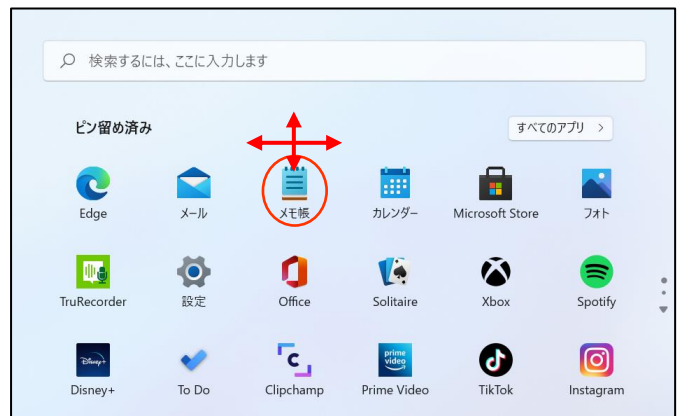 検索するには、ここに入力します
ピン留め済み
すべてのアプリ >
Edge
メール
メモ帳
カレンダー
Microsoft Store
フォト
TruRecorder
設定
Office
Solitaire
Xbox
Spotify
Disney+
prime video
Disney+
To Do
Clipchamp
Prime Video
TikTok
Instagram